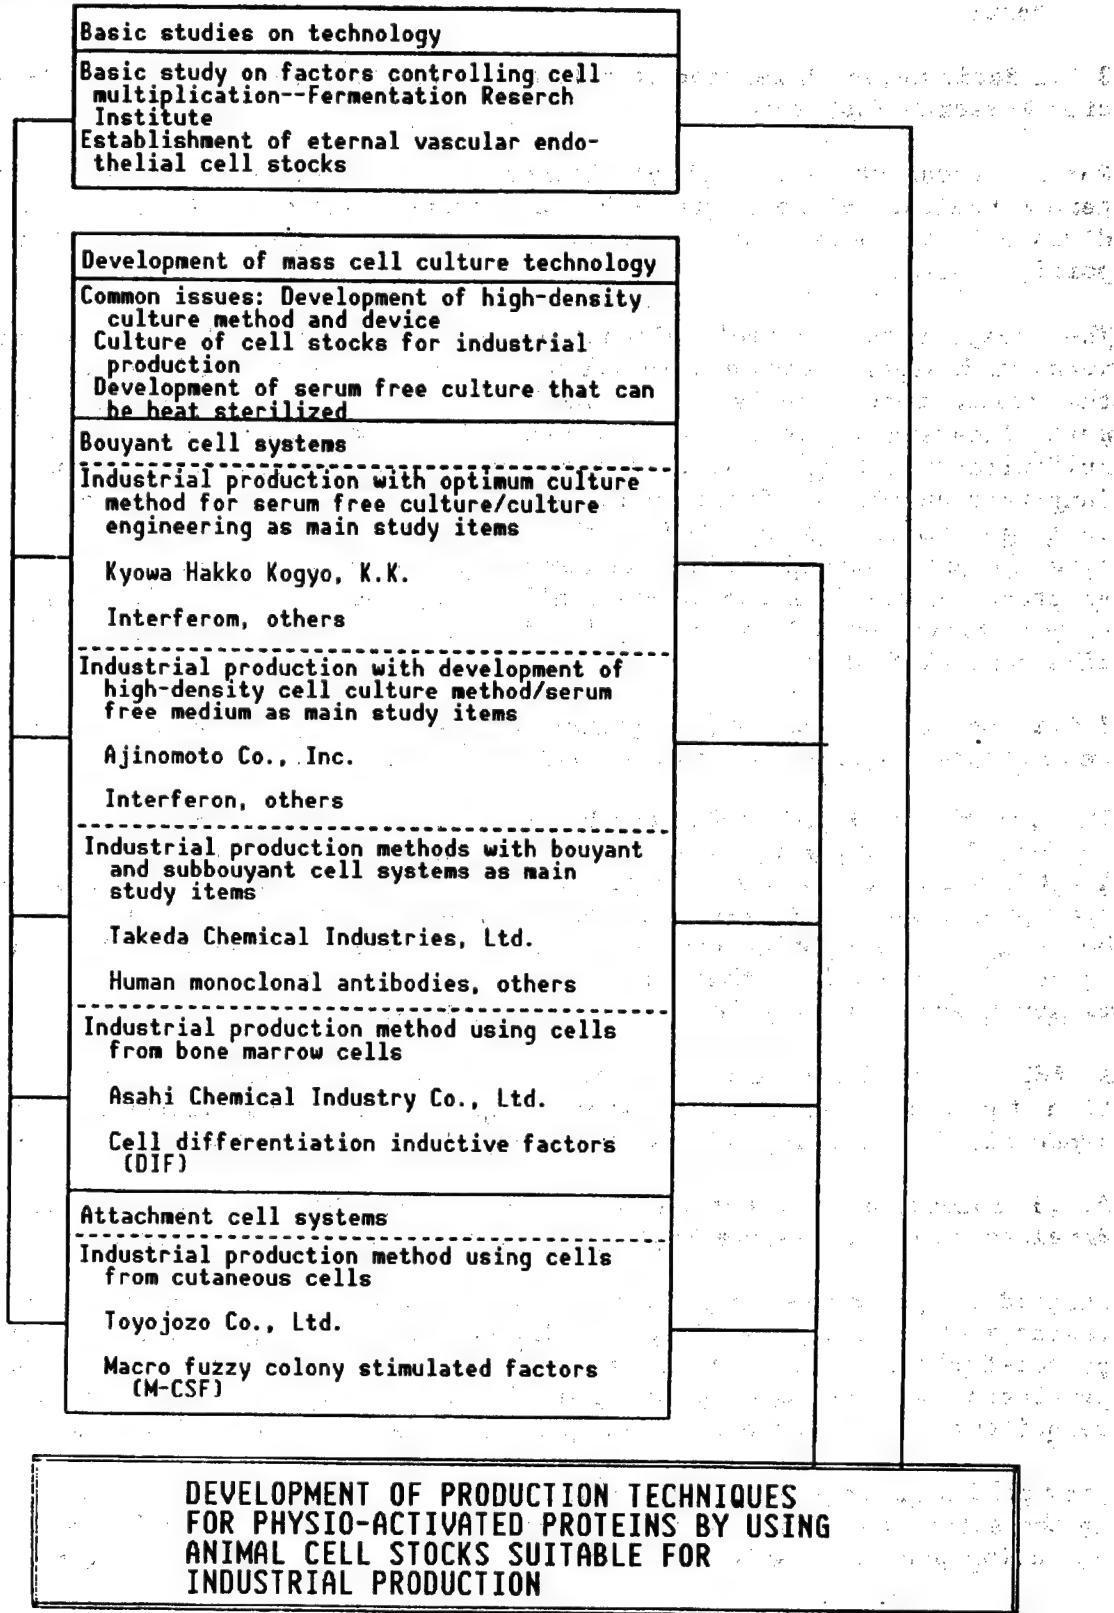 Basic studies on technology
Basic study on factors controlling cell
multiplication--Fermentation Reserch
Institute
Establishment of eternal vascular endo-
thelial cell stocks
Development of mass cell culture technology
Common issues: Development of high-density
culture method and device
Culture of cell stocks for industrial
production
Development of serum free culture that can
be heat sterilized
Bouyant cell systems
Industrial production with optimum culture
method for serum free culture/culture
engineering as main study items
Kyowa Hakko Kogyo, K.K.
Interferom, others
Industrial production with development of
high-density cell culture method/serum
free medium as main study items
Ajinomoto Co., Inc.
Interferon, others
Industrial production methods with bouyant
and subbouyant cell systems as main
study items
Takeda Chemical Industries, Ltd.
Human monoclonal antibodies, others
Industrial production method using cells
from bone marrow cells
Asahi Chemical Industry Co., Ltd.
Cell differentiation inductive factors
(DIF)
Attachment cell systems
Industrial production method using cells
from cutaneous cells
Toyojozo Co., Ltd.
Macro fuzzy colony stimulated factors
(M-CSF)
DEVELOPMENT OF PRODUCTION TECHNIQUES
FOR PHYSIO-ACTIVATED PROTEINS BY USING
ANIMAL CELL STOCKS SUITABLE FOR
INDUSTRIAL PRODUCTION